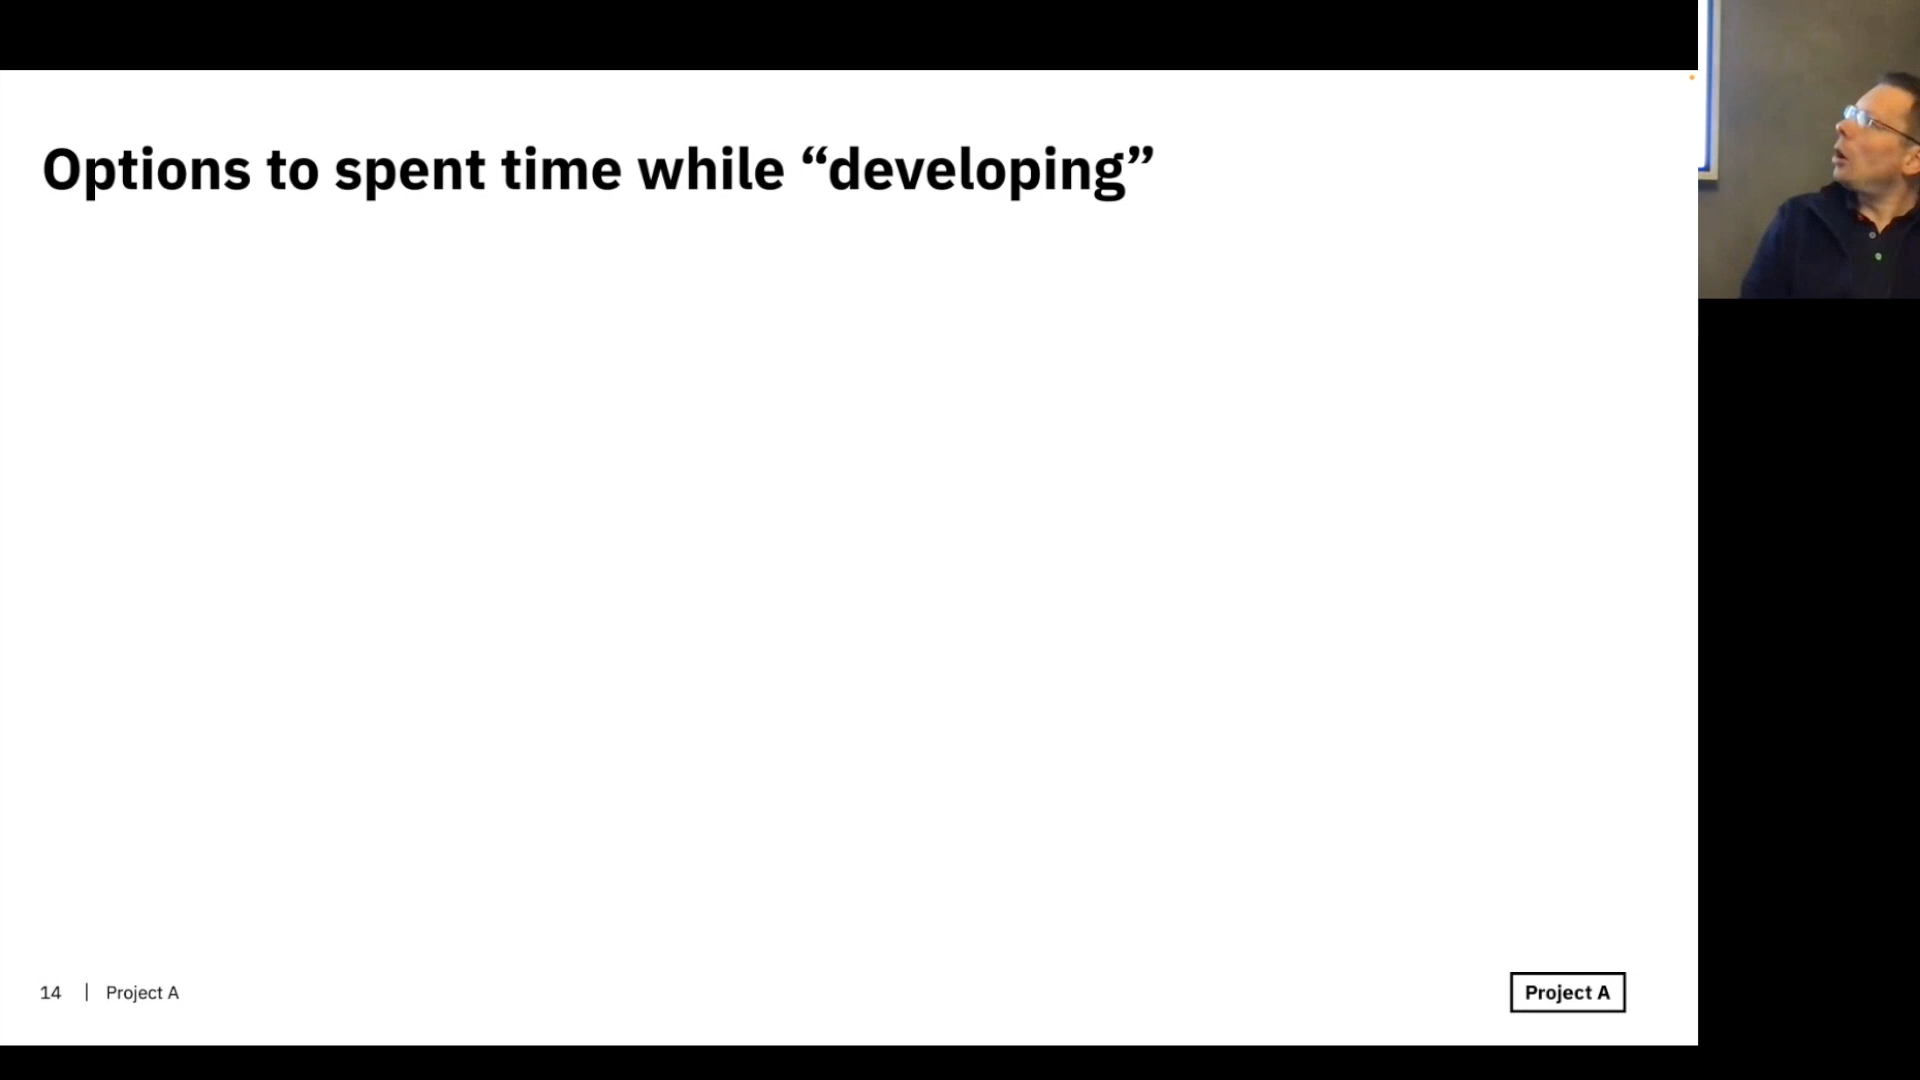 Options to spent time while “developing”
14 | Project A
Project A